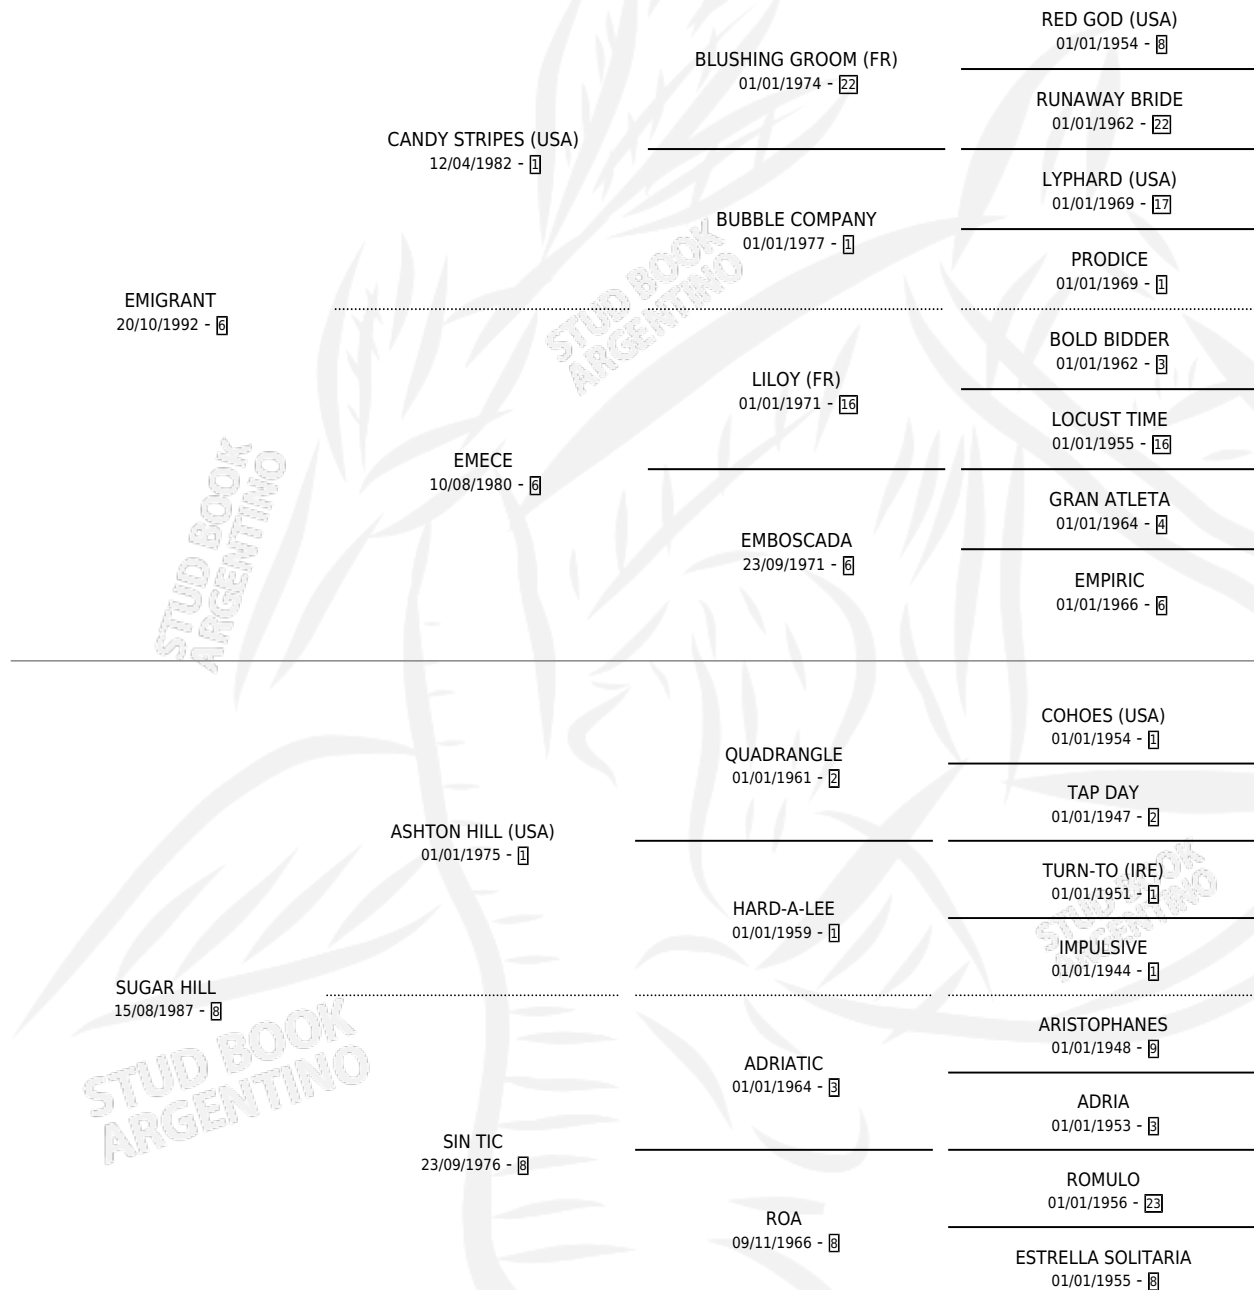 RED GOD (USA)
01/01/1954 - 8
BLUSHING GROOM (FR)
01/01/1974 - 22
RUNAWAY BRIDE
01/01/1962 - 22
CANDY STRIPES (USA)
12/04/1982 - 1
LYPHARD (USA)
01/01/1969 - 17
BUBBLE COMPANY
01/01/1977 - 1
PRODICE
01/01/1969 - 1
STUD BOOK
ARGENTINO
EMIGRANT
20/10/1992 - 6
BOLD BIDDER
01/01/1962 - 3
LILOY (FR)
01/01/1971 - 16
LOCUST TIME
01/01/1955 - 16
EMECE
10/08/1980 - 6
GRAN ATLETA
01/01/1964 - 4
EMBOSCADA
23/09/1971 - 6
EMPIRIC
01/01/1966 - 6
STUD BOOK
ARGENTINO
COHOES (USA)
01/01/1954 - 1
QUADRANGLE
01/01/1961 - 2
TAP DAY
01/01/1947 - 2
ASHTON HILL (USA)
01/01/1975 - 1
TURN-TO (IRE)
01/01/1951 - 1
HARD-A-LEE
01/01/1959 - 1
IMPULSIVE
01/01/1944 - 1
STUD BOOK
ARGENTINO
SUGAR HILL
15/08/1987 - 8
ARISTOPHANES
01/01/1948 - 9
ADRIATIC
01/01/1964 - 3
ADRIA
01/01/1953 - 3
STUD BOOK
ARGENTINO
SIN TIC
23/09/1976 - 8
ROMULO
01/01/1956 - 23
ROA
09/11/1966 - 8
ESTRELLA SOLITARIA
01/01/1955 - 8